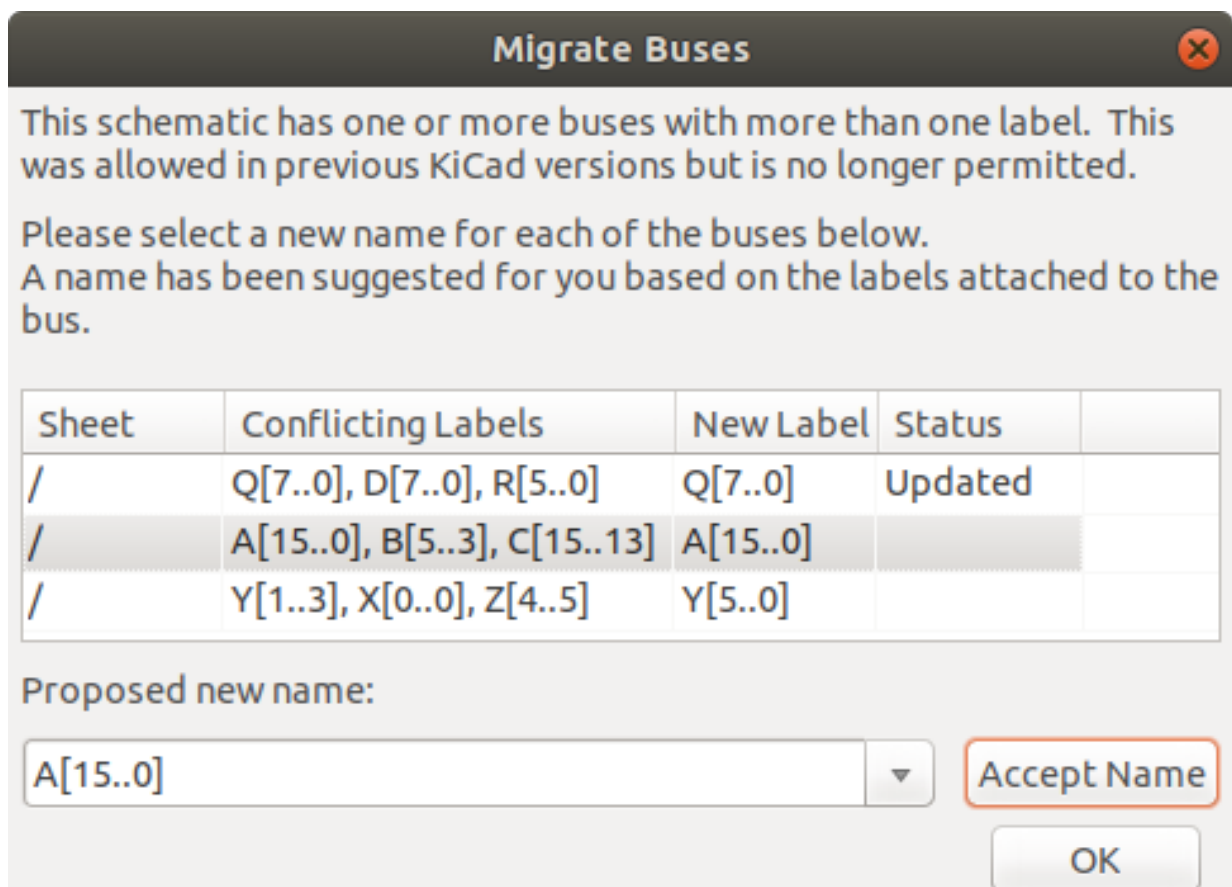 Migrate Buses
This schematic has one or more buses with more than one label.  This
was allowed in previous KiCad versions but is no longer permitted.
Please select a new name for each of the buses below.
A name has been suggested for you based on the labels attached to the
bus.
Sheet Conflicting Labels New Label Status
/ Q[7..0], D[7..0], R[5..0] Q[7..0] Updated
/ A[15..0], B[5..3], C[15..13] A[15..0]
/ Y[1..3], X[0..0], Z[4..5] Y[5..0]
Proposed new name:
A[15..0] Accept Name
OK